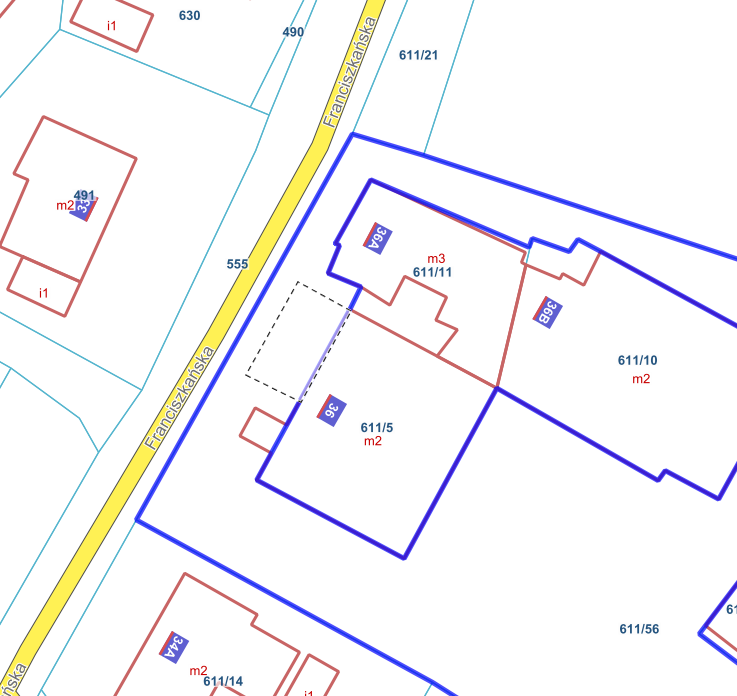 630
i1
490
611/21
Franciszkańska
491
m2
33
36A
m3
611/11
555
i1
36B
611/10
m2
Franciszkańska
36
611/5
m2
611/56
34A
m2
611/14
i1